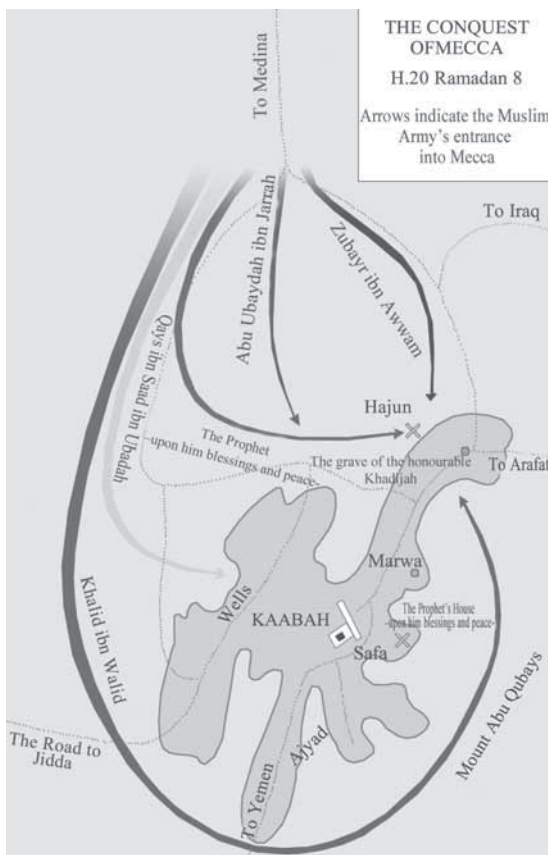 THE CONQUEST
OFMECCA
H.20 Ramadan 8
Arrows indicate the Muslim
Army's entrance
into Mecca
To Medina
To Iraq
Abu Ubaydah ibn Jarrah
Zubayr ibn Awwam
Qays ibn Saad ibn Ubadah
Hajun
The Prophet
-upon him blessings and peace-
The grave of the honourable
Khadijah
To Arafat
Marwa
Wells
KAABAH
The Prophet's House
-upon him blessings and peace-
Safa
Khalid ibn Walid
Mount Abu Qubays
Ajyad
The Road to
Jidda
To Yemen